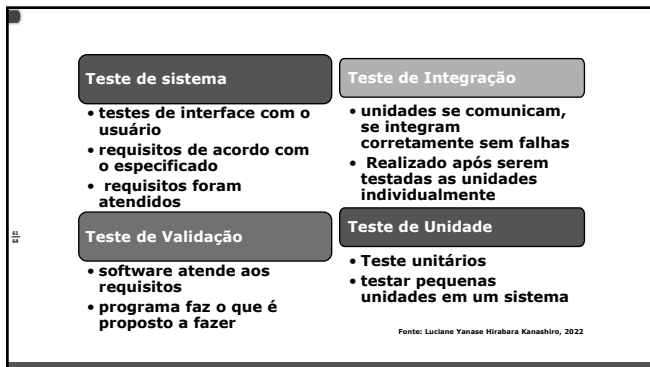 Teste de sistema
• testes de interface com o
usuário
• requisitos de acordo com
o especificado
• requisitos foram
atendidos
Teste de Integração
• unidades se comunicam,
se integram
corretamente sem falhas
• Realizado após serem
testadas as unidades
individualmente
61
64
Teste de Validação
• software atende aos
requisitos
• programa faz o que é
proposto a fazer
Teste de Unidade
• Teste unitários
• testar pequenas
unidades em um sistema
Fonte: Luciane Yanase Hirabara Kanashiro, 2022